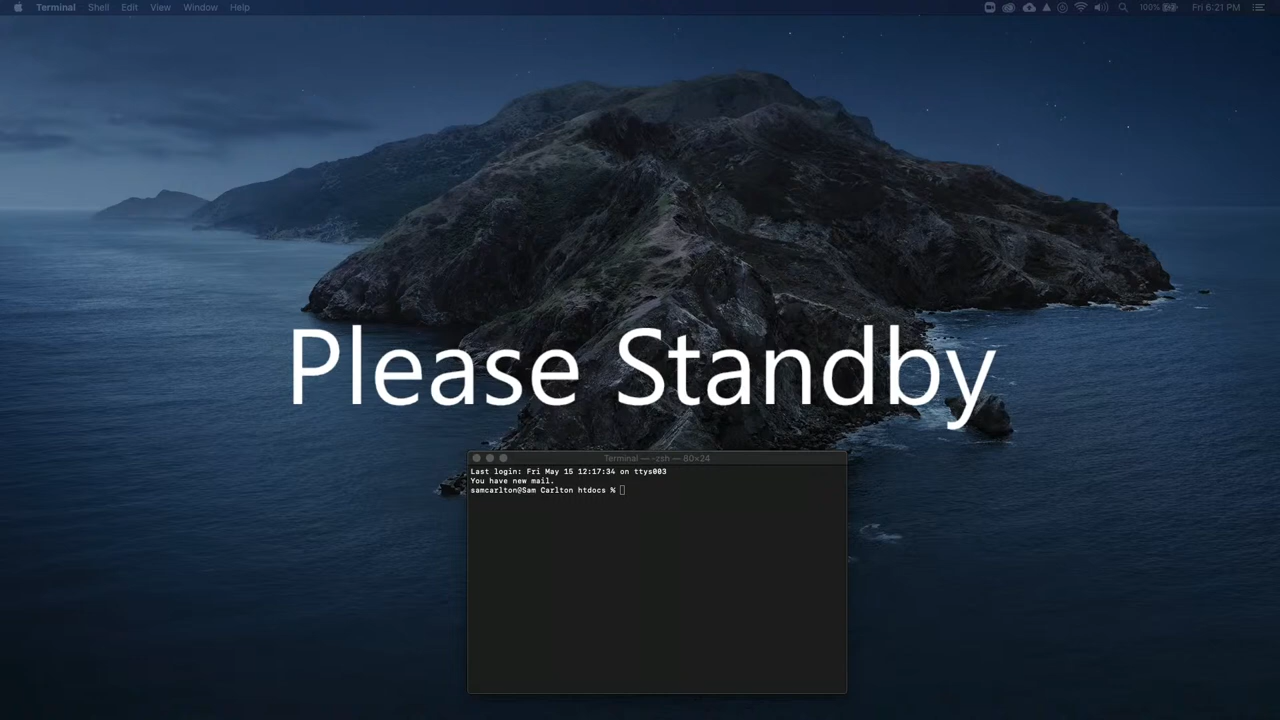 Terminal Shell Edit View Window Help 100% Fri 6:21 PM
Please Standby
Terminal — -zsh — 80×24
Last login: Fri May 15 12:17:34 on ttys003
You have new mail.
samcarlton@Sam Carlton htdocs %